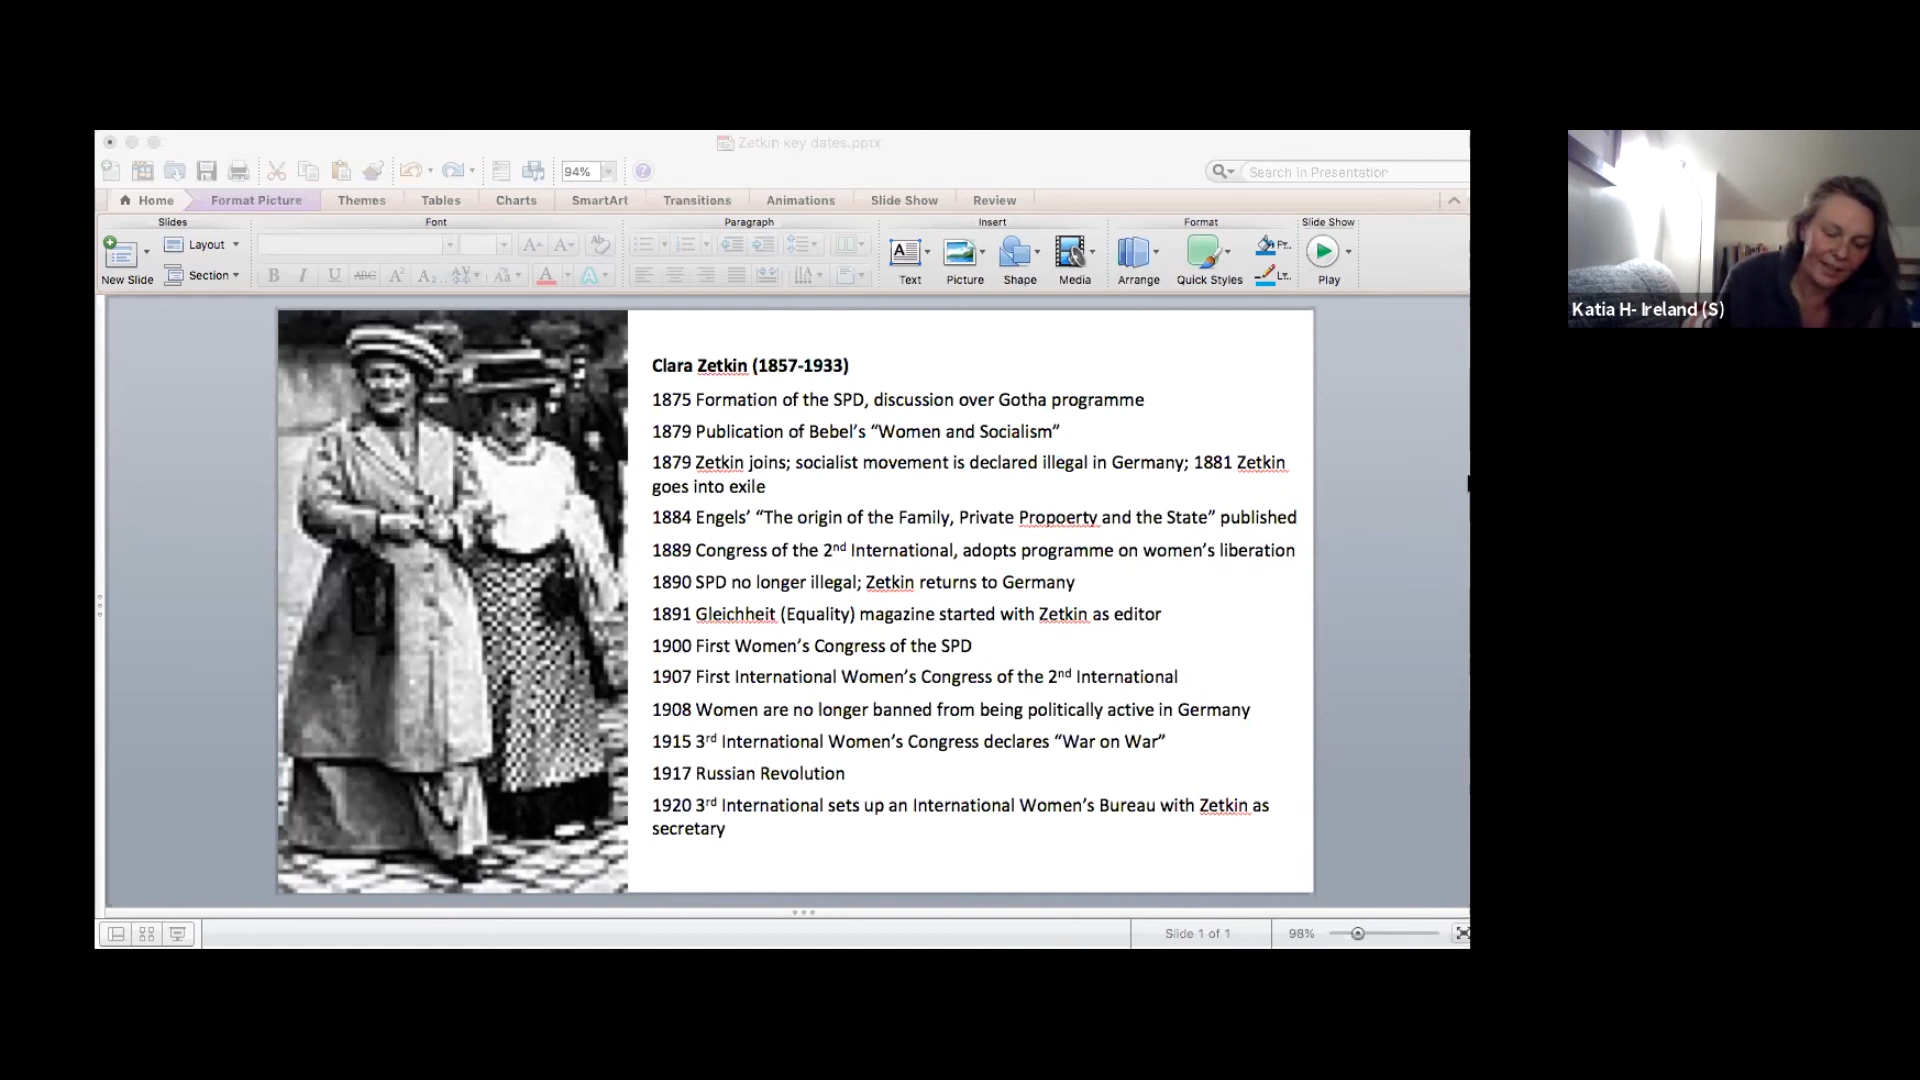 Zetkin key dates.pptx
94%
Search in Presentation
Home Format Picture Themes Tables Charts SmartArt Transitions Animations Slide Show Review
Slides Font Paragraph Insert Format Slide Show
New Slide
Layout
Section
B I U ABC A² A₂ AV Aa A A
Text Picture Shape Media Arrange Quick Styles Play
Clara Zetkin (1857-1933)
1875 Formation of the SPD, discussion over Gotha programme
1879 Publication of Bebel’s “Women and Socialism”
1879 Zetkin joins; socialist movement is declared illegal in Germany; 1881 Zetkin
goes into exile
1884 Engels’ “The origin of the Family, Private Propoerty and the State” published
1889 Congress of the 2nd International, adopts programme on women’s liberation
1890 SPD no longer illegal; Zetkin returns to Germany
1891 Gleichheit (Equality) magazine started with Zetkin as editor
1900 First Women’s Congress of the SPD
1907 First International Women’s Congress of the 2nd International
1908 Women are no longer banned from being politically active in Germany
1915 3rd International Women’s Congress declares “War on War”
1917 Russian Revolution
1920 3rd International sets up an International Women’s Bureau with Zetkin as
secretary
Slide 1 of 1
98%
Katia H- Ireland (S)